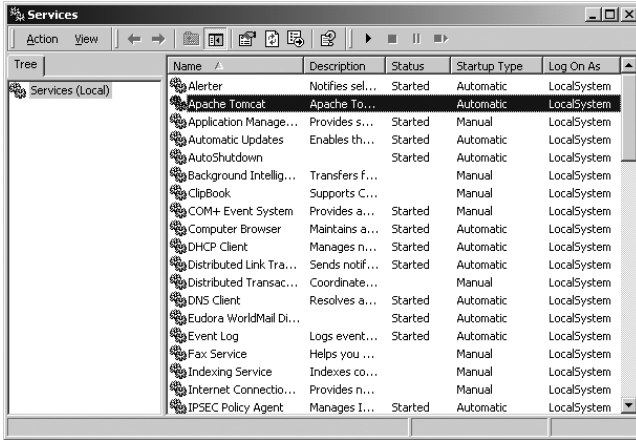 Services
Action View
Tree
Services (Local)
Name Description Status Startup Type Log On As
Alerter Notifies sel... Started Automatic LocalSystem
Apache Tomcat Apache To... Automatic LocalSystem
Application Manage... Provides s... Started Manual LocalSystem
Automatic Updates Enables th... Started Automatic LocalSystem
AutoShutdown Started Automatic LocalSystem
Background Intellig... Transfers f... Manual LocalSystem
ClipBook Supports C... Manual LocalSystem
COM+ Event System Provides a... Started Manual LocalSystem
Computer Browser Maintains a... Started Automatic LocalSystem
DHCP Client Manages n... Started Automatic LocalSystem
Distributed Link Tra... Sends notif... Started Automatic LocalSystem
Distributed Transac... Coordinate... Manual LocalSystem
DNS Client Resolves a... Started Automatic LocalSystem
Eudora WorldMail Di... Started Automatic LocalSystem
Event Log Logs event... Started Automatic LocalSystem
Fax Service Helps you ... Manual LocalSystem
Indexing Service Indexes co... Manual LocalSystem
Internet Connectio... Provides n... Manual LocalSystem
IPSEC Policy Agent Manages I... Started Automatic LocalSystem